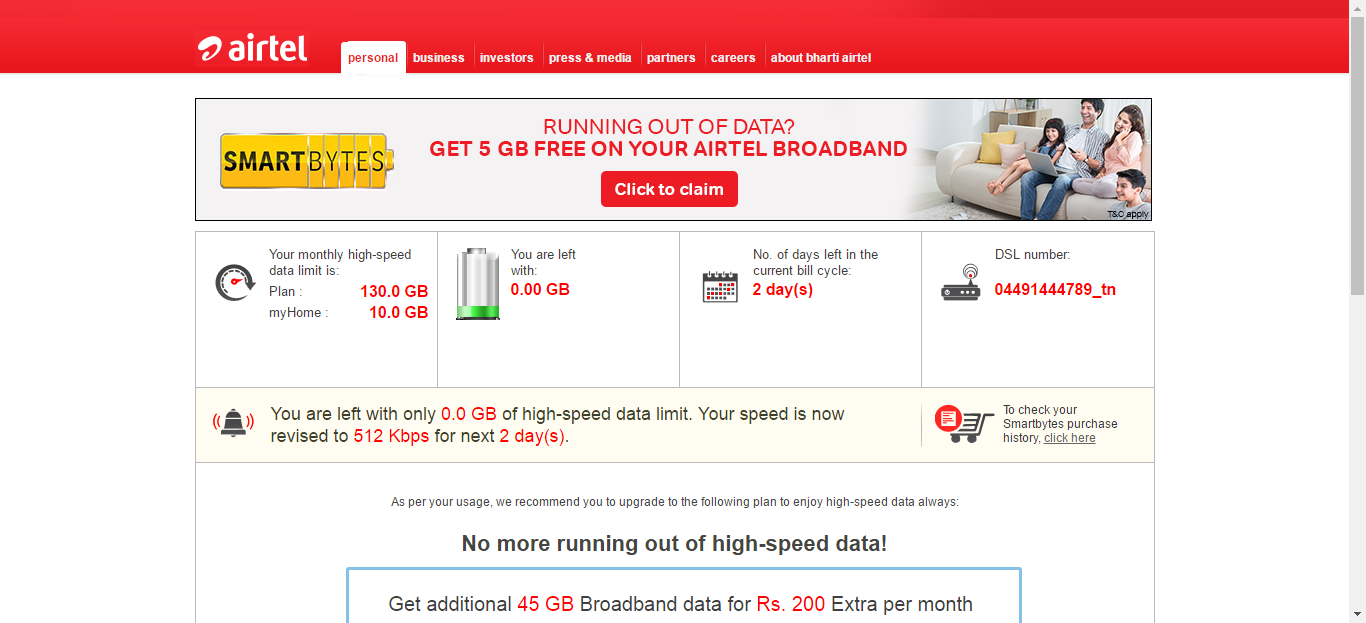 airtel
personal
business
investors
press & media
partners
careers
about bharti airtel
SMARTBYTES
RUNNING OUT OF DATA?
GET 5 GB FREE ON YOUR AIRTEL BROADBAND
Click to claim
T&C apply
Your monthly high-speed
data limit is:
Plan : 130.0 GB
myHome : 10.0 GB
You are left
with:
0.00 GB
No. of days left in the
current bill cycle:
2 day(s)
DSL number:
04491444789_tn
You are left with only 0.0 GB of high-speed data limit. Your speed is now
revised to 512 Kbps for next 2 day(s).
To check your
Smartbytes purchase
history, click here
As per your usage, we recommend you to upgrade to the following plan to enjoy high-speed data always:
No more running out of high-speed data!
Get additional 45 GB Broadband data for Rs. 200 Extra per month